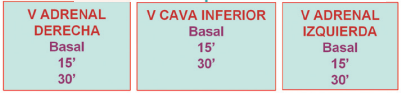 V ADRENAL
DERECHA
Basal
15’
30’
V CAVA INFERIOR
Basal
15’
30’
V ADRENAL
IZQUIERDA
Basal
15’
30’